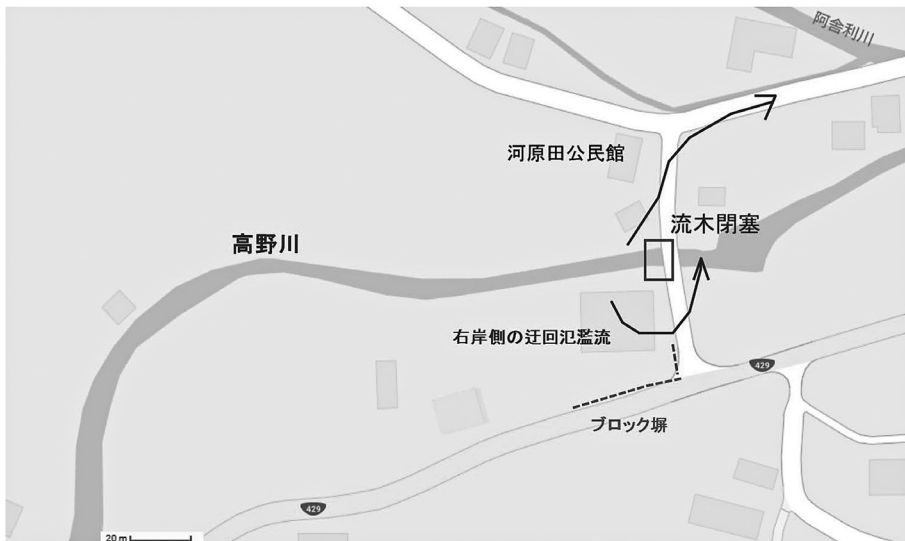 阿舎利川
河原田公民館
流木閉塞
高野川
右岸側の迂回氾濫流
429
ブロック塀
429
20 m